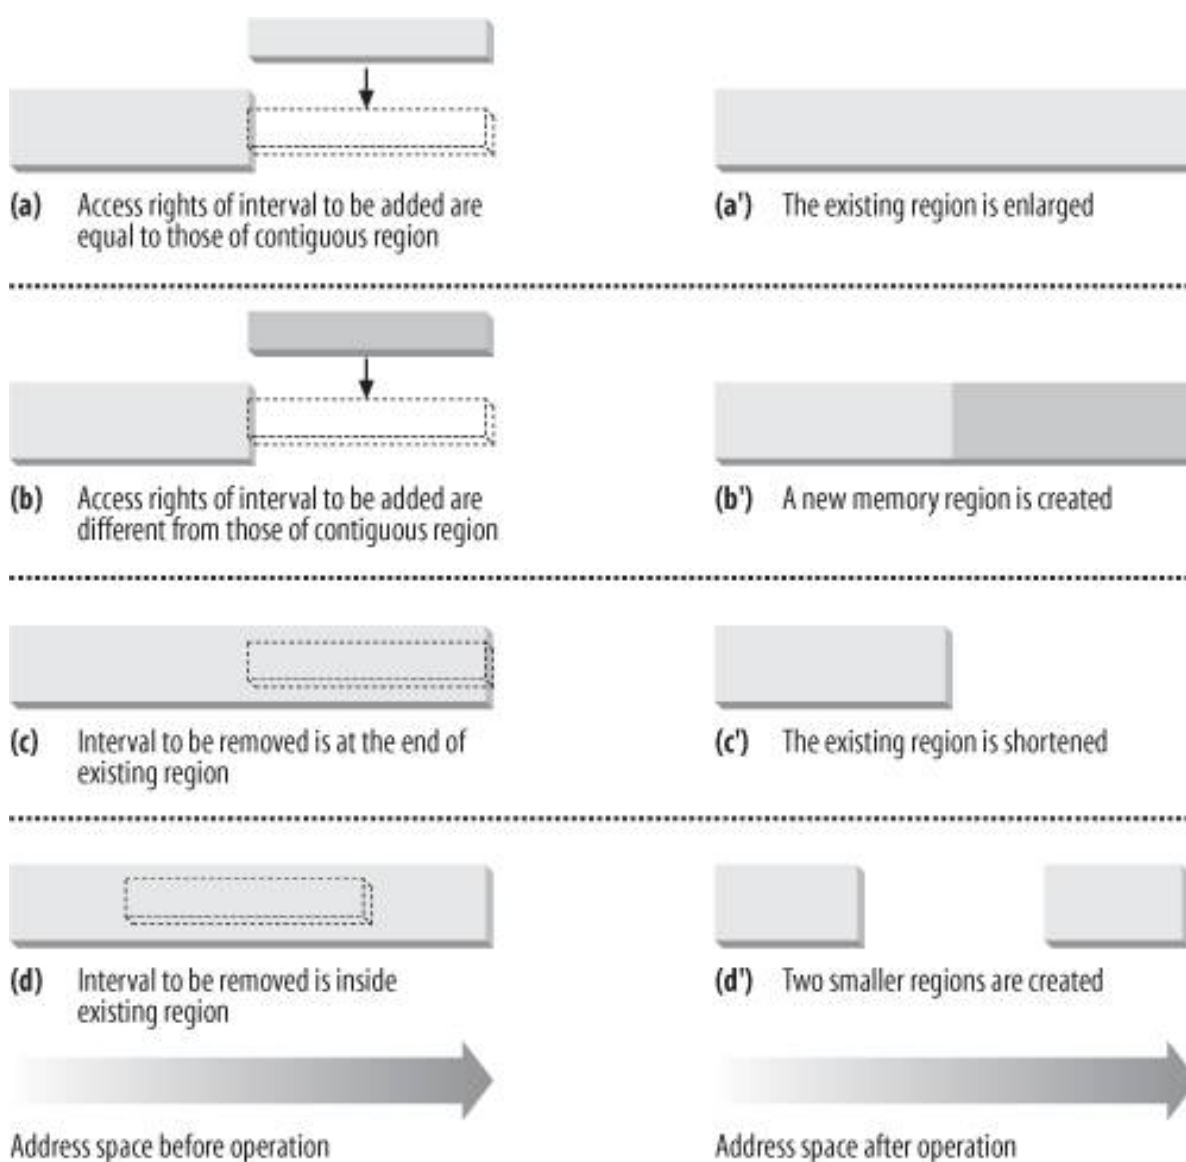 (a) Access rights of interval to be added are
equal to those of contiguous region
(a') The existing region is enlarged
(b) Access rights of interval to be added are
different from those of contiguous region
(b') A new memory region is created
(c) Interval to be removed is at the end of
existing region
(c') The existing region is shortened
(d) Interval to be removed is inside
existing region
(d') Two smaller regions are created
Address space before operation
Address space after operation